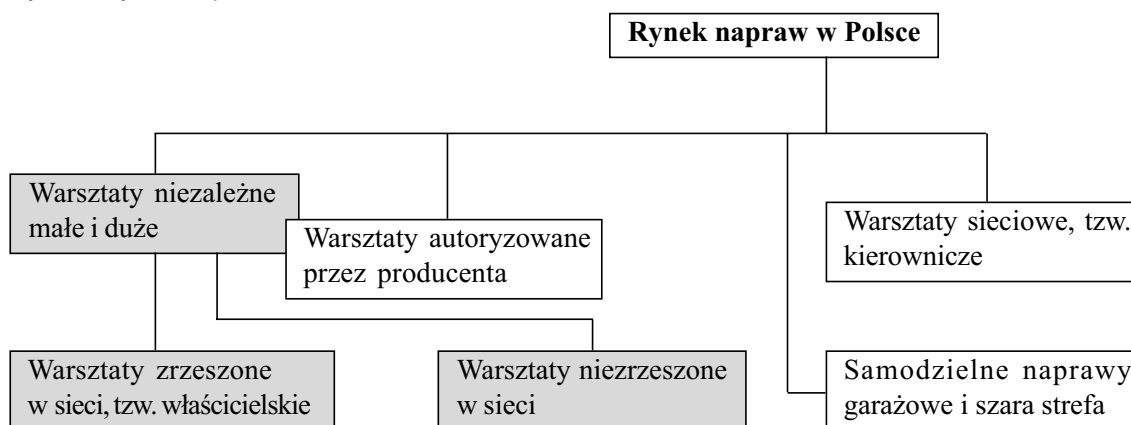 Rynek napraw w Polsce
Warsztaty niezależne
małe i duże
Warsztaty autoryzowane
przez producenta
Warsztaty sieciowe, tzw.
kierownicze
Warsztaty zrzeszone
w sieci, tzw. właścicielskie
Warsztaty niezrzeszone
w sieci
Samodzielne naprawy
garażowe i szara strefa